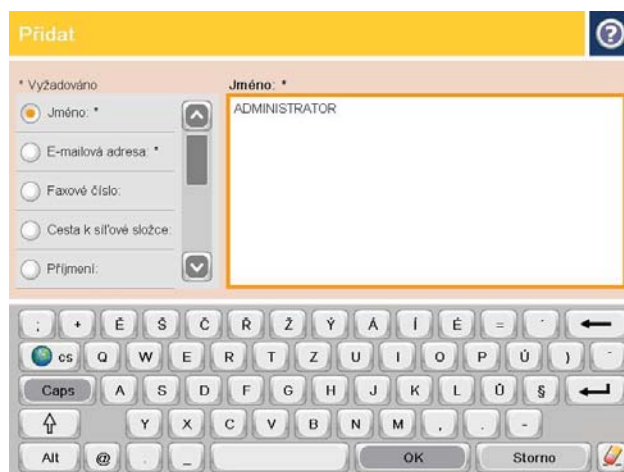 Přidat
?
* Vyžadováno
Jméno: *
Jméno: *
ADMINISTRATOR
E-mailová adresa: *
Faxové číslo:
Cesta k síťové složce:
Příjmení:
; + Ě Š Č Ř Ž Ý Á Í É = ´
cs Q W E R T Z U I O P Ú )
Caps A S D F G H J K L Ů §
Y X C V B N M , . -
Alt @ . _ OK Storno